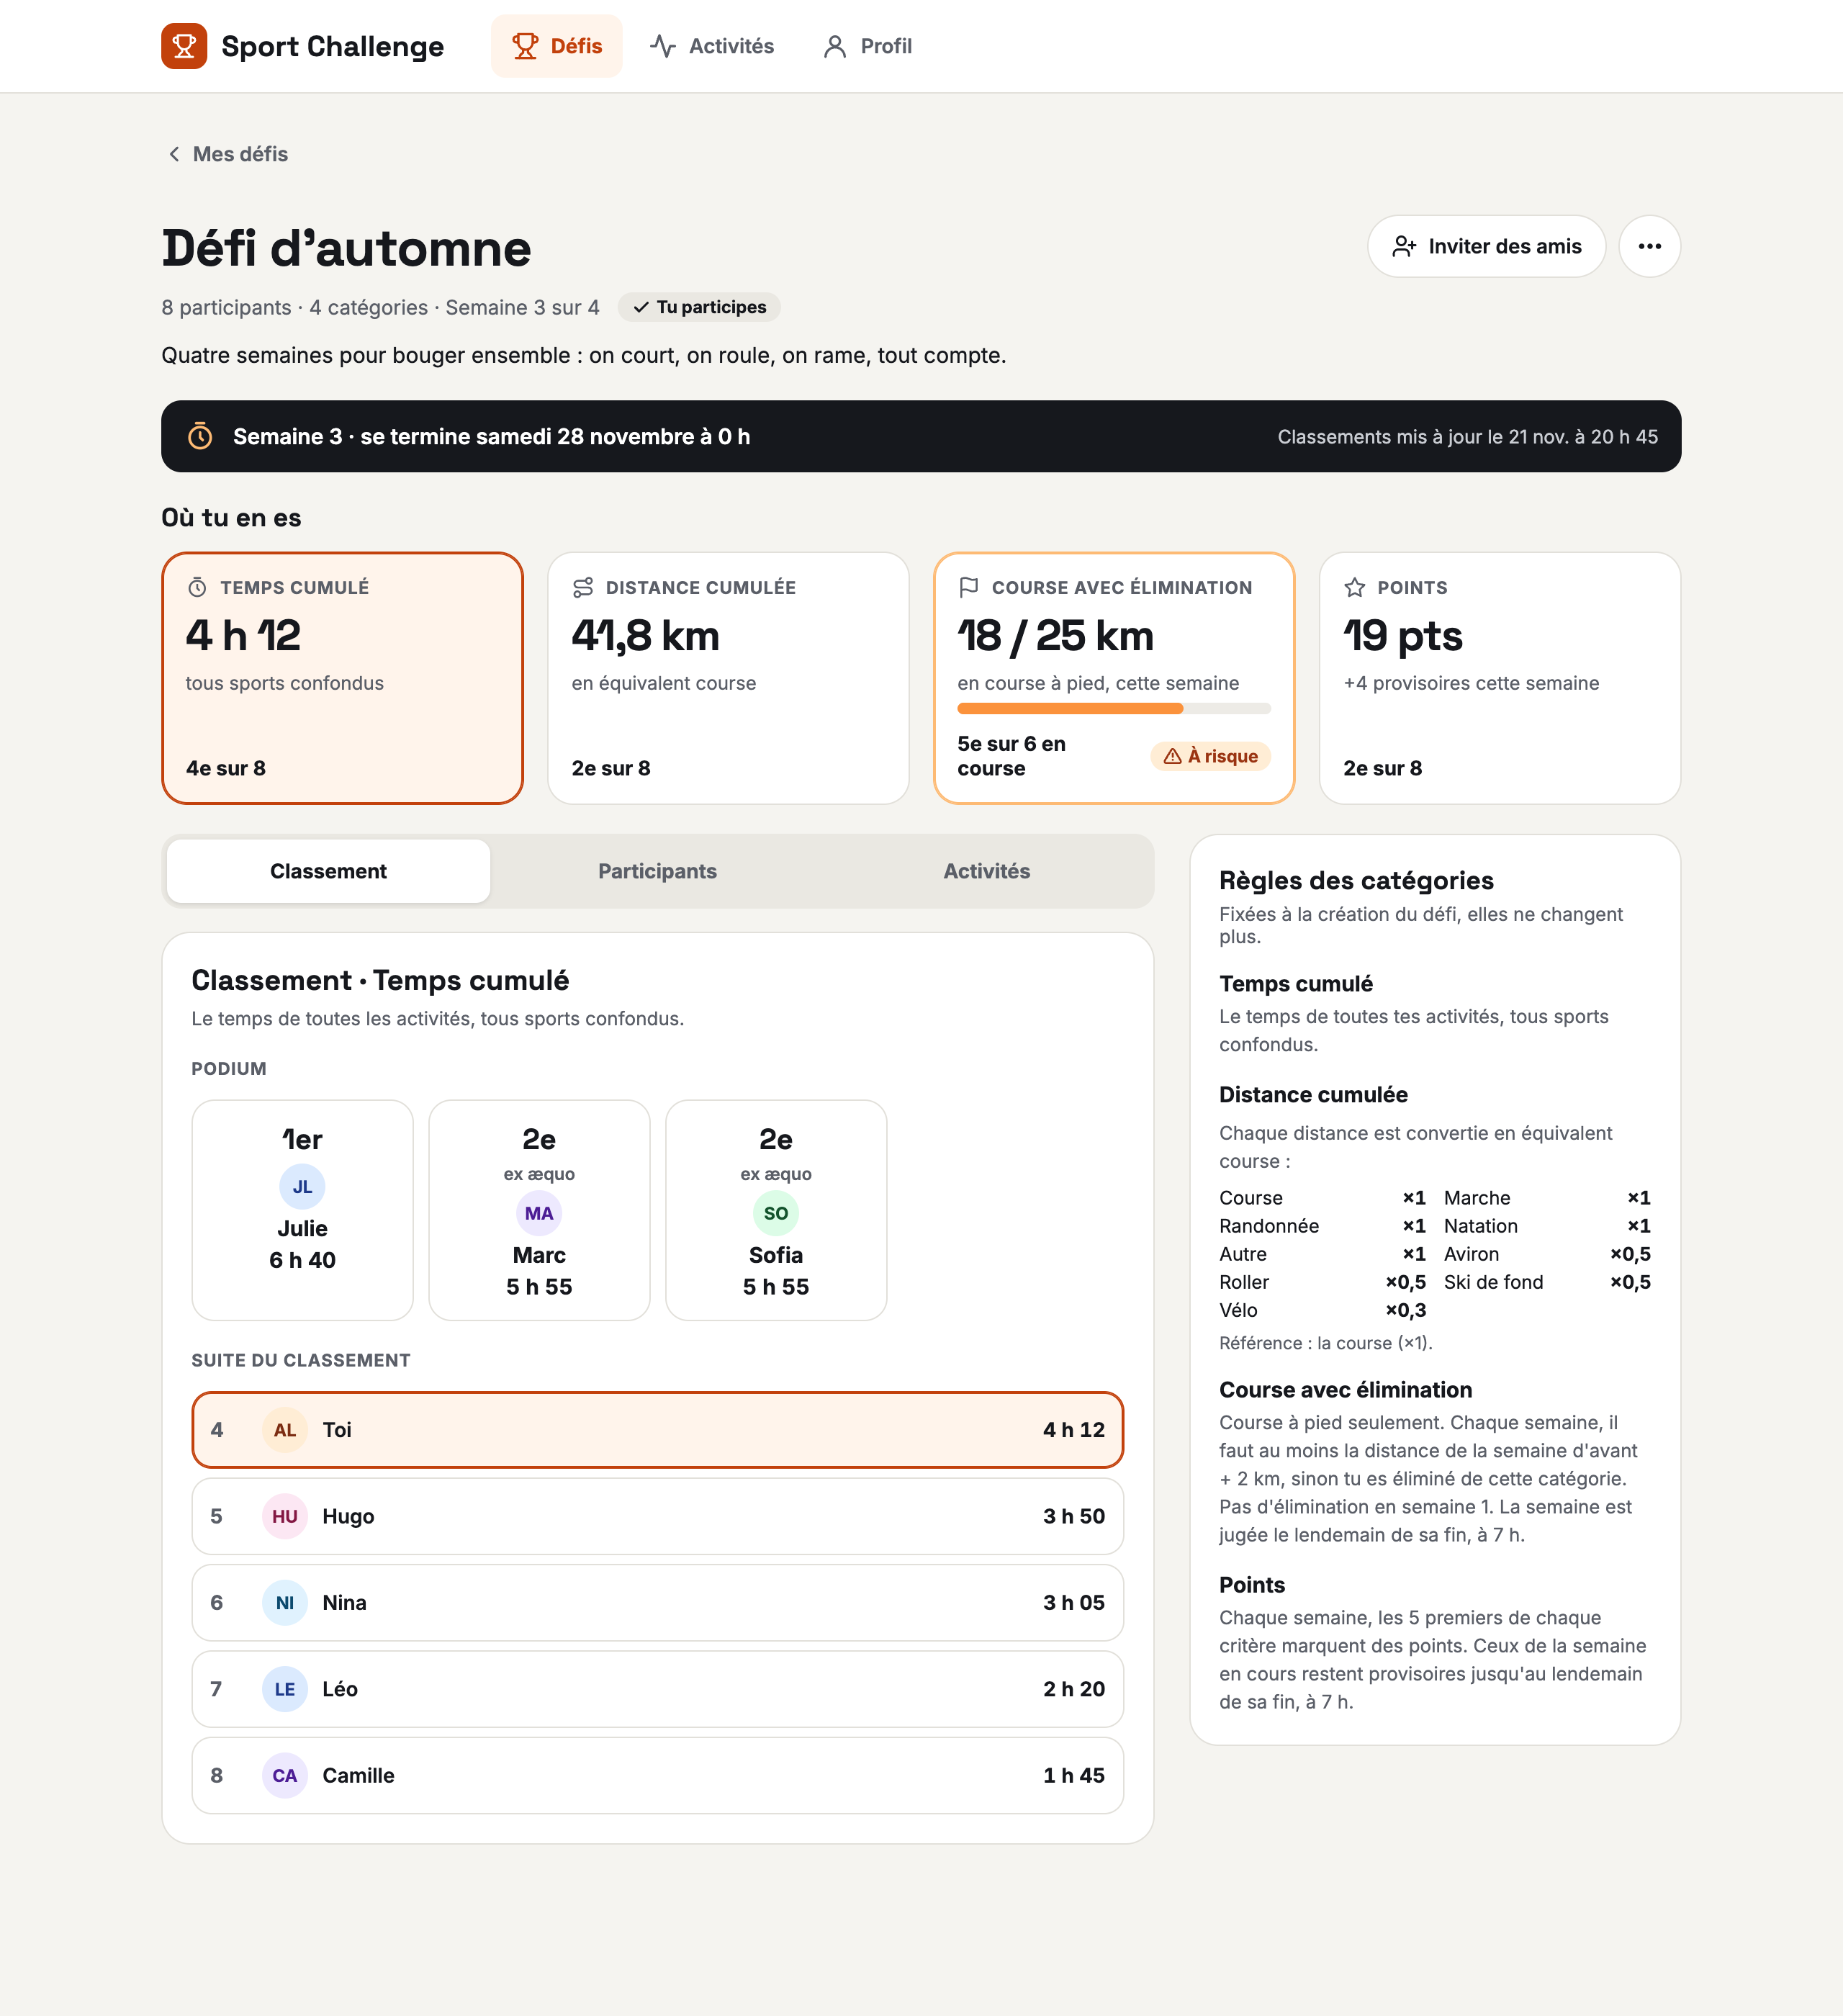 Sport Challenge
Défis
Activités
Profil
Mes défis
Défi d’automne
Inviter des amis
8 participants · 4 catégories · Semaine 3 sur 4
Tu participes
Quatre semaines pour bouger ensemble : on court, on roule, on rame, tout compte.
Semaine 3 · se termine samedi 28 novembre à 0 h
Classements mis à jour le 21 nov. à 20 h 45
Où tu en es
TEMPS CUMULÉ
4 h 12
tous sports confondus
4e sur 8
DISTANCE CUMULÉE
41,8 km
en équivalent course
2e sur 8
COURSE AVEC ÉLIMINATION
18 / 25 km
en course à pied, cette semaine
5e sur 6 en
course
À risque
POINTS
19 pts
+4 provisoires cette semaine
2e sur 8
Classement
Participants
Activités
Classement · Temps cumulé
Le temps de toutes les activités, tous sports confondus.
PODIUM
1er
JL
Julie
6 h 40
2e
ex æquo
MA
Marc
5 h 55
2e
ex æquo
SO
Sofia
5 h 55
SUITE DU CLASSEMENT
4 AL Toi 4 h 12
5 HU Hugo 3 h 50
6 NI Nina 3 h 05
7 LE Léo 2 h 20
8 CA Camille 1 h 45
Règles des catégories
Fixées à la création du défi, elles ne changent
plus.
Temps cumulé
Le temps de toutes tes activités, tous sports
confondus.
Distance cumulée
Chaque distance est convertie en équivalent
course :
Course ×1 Marche ×1
Randonnée ×1 Natation ×1
Autre ×1 Aviron ×0,5
Roller ×0,5 Ski de fond ×0,5
Vélo ×0,3
Référence : la course (×1).
Course avec élimination
Course à pied seulement. Chaque semaine, il
faut au moins la distance de la semaine d'avant
+ 2 km, sinon tu es éliminé de cette catégorie.
Pas d'élimination en semaine 1. La semaine est
jugée le lendemain de sa fin, à 7 h.
Points
Chaque semaine, les 5 premiers de chaque
critère marquent des points. Ceux de la semaine
en cours restent provisoires jusqu'au lendemain
de sa fin, à 7 h.